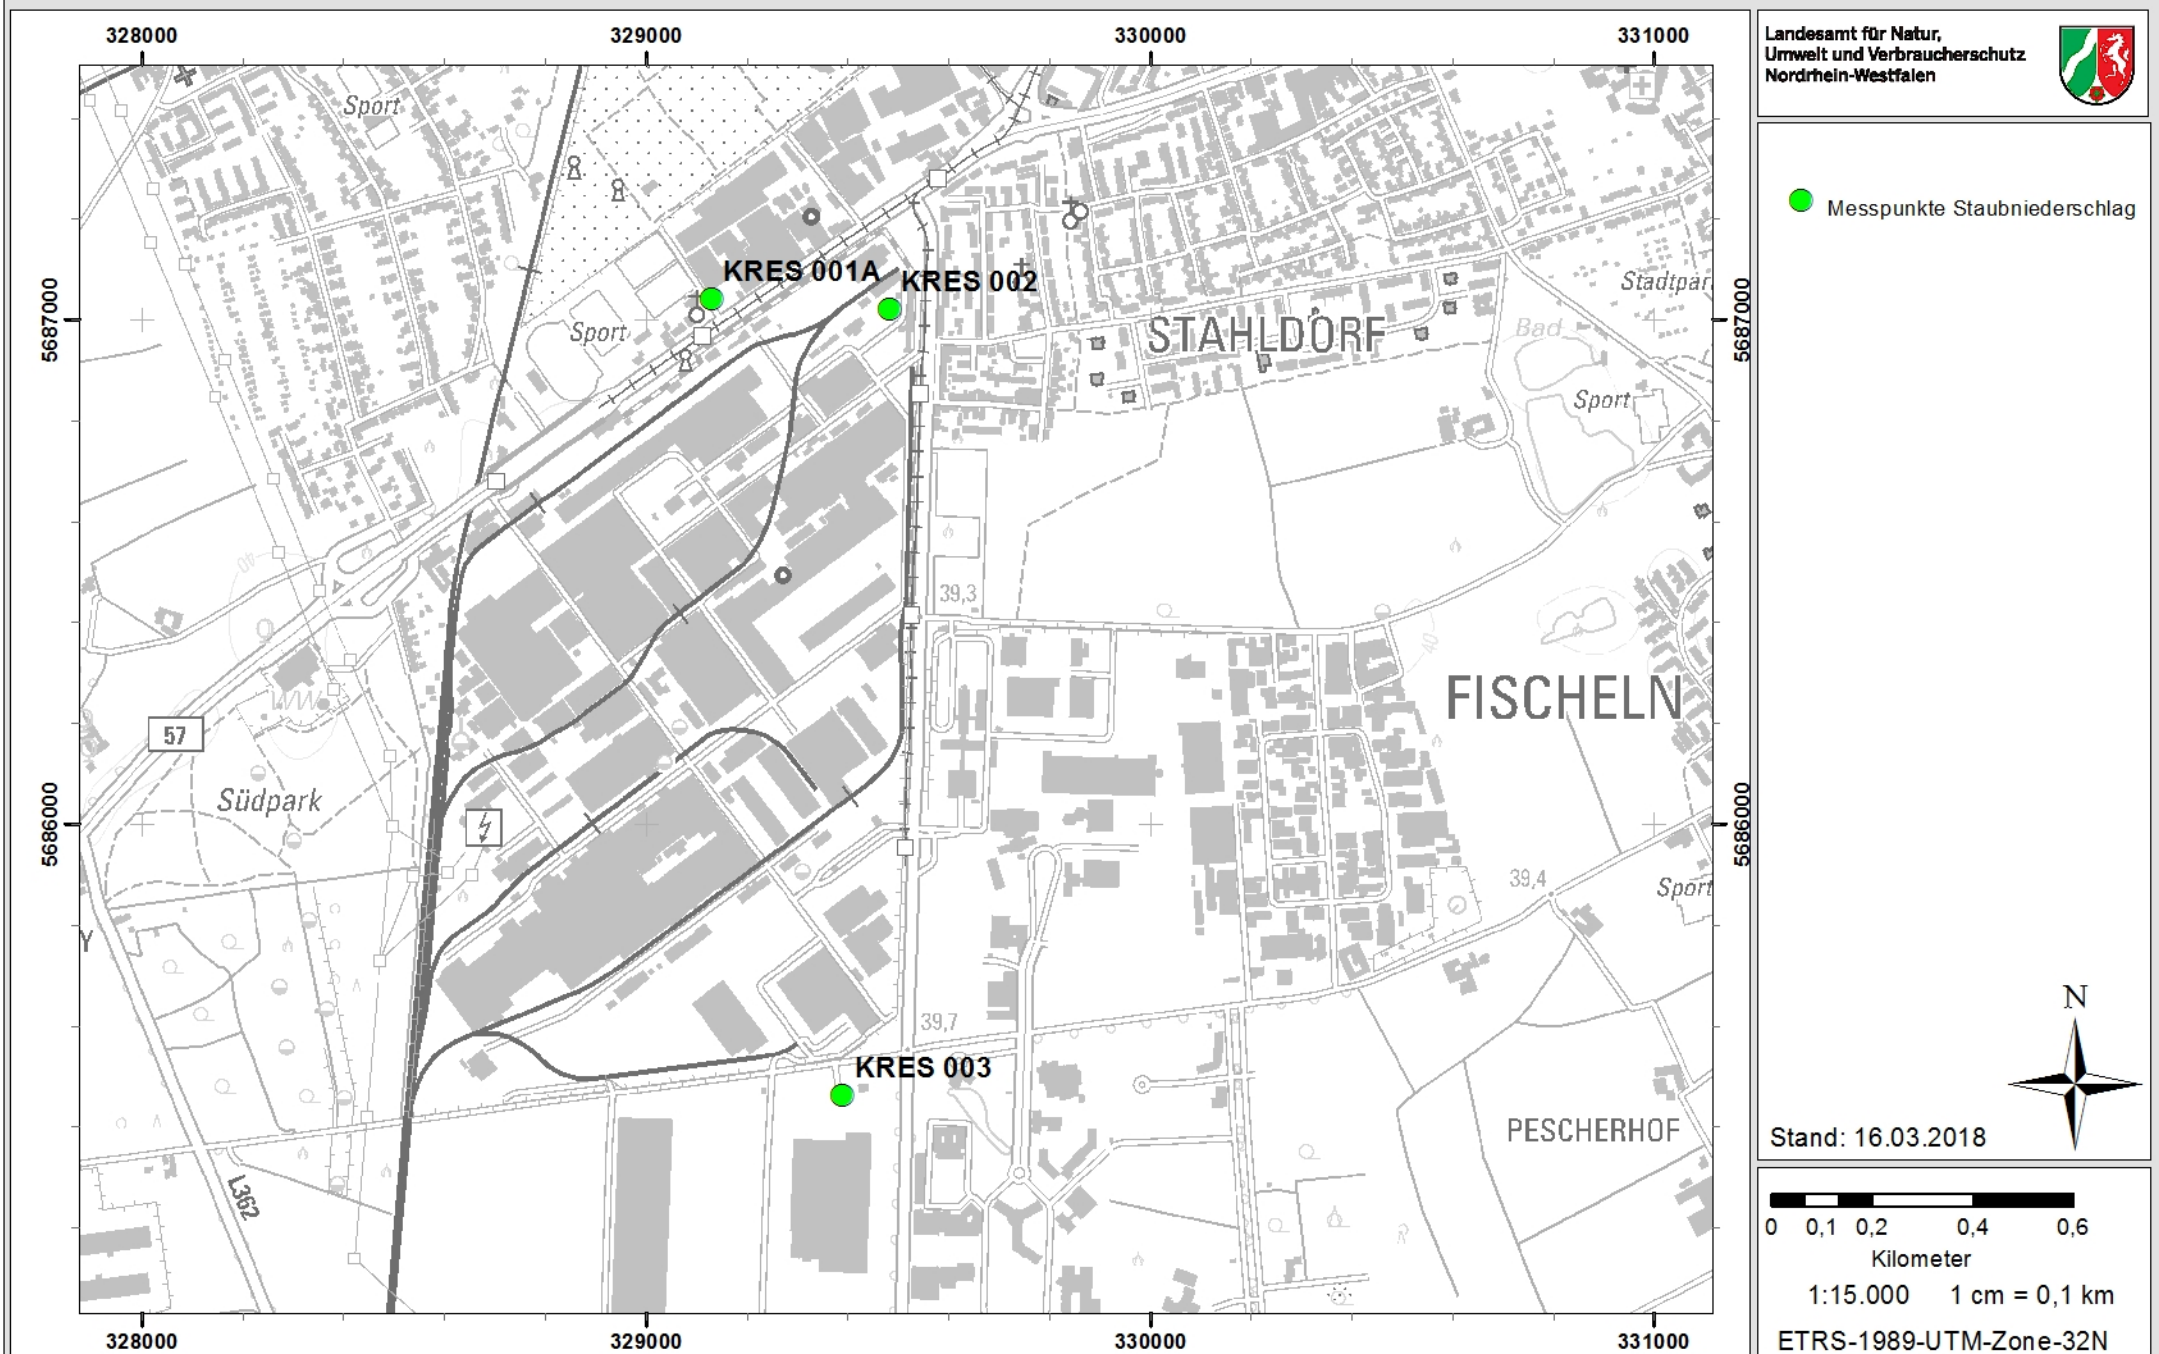 328000
329000
330000
331000
Landesamt für Natur,
Umwelt und Verbraucherschutz
Nordrhein-Westfalen
Sport
Messpunkte Staubniederschlag
KRES 001A
KRES 002
Stadtpar
5687000
5687000
Sport
STAHLDORF
Bad
Sport
40
39,3
40
FISCHELN
WW
57
Südpark
5686000
5686000
39,4
Sport
Y
N
39,7
KRES 003
PESCHERHOF
Stand: 16.03.2018
L362
0 0,1 0,2 0,4 0,6
Kilometer
1:15.000 1 cm = 0,1 km
328000
329000
330000
331000
ETRS-1989-UTM-Zone-32N